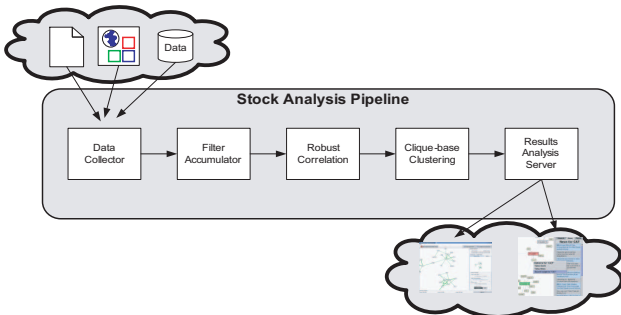 Data
Stock Analysis Pipeline
Data
Collector
Filter
Accumulator
Robust
Correlation
Clique-base
Clustering
Results
Analysis
Server